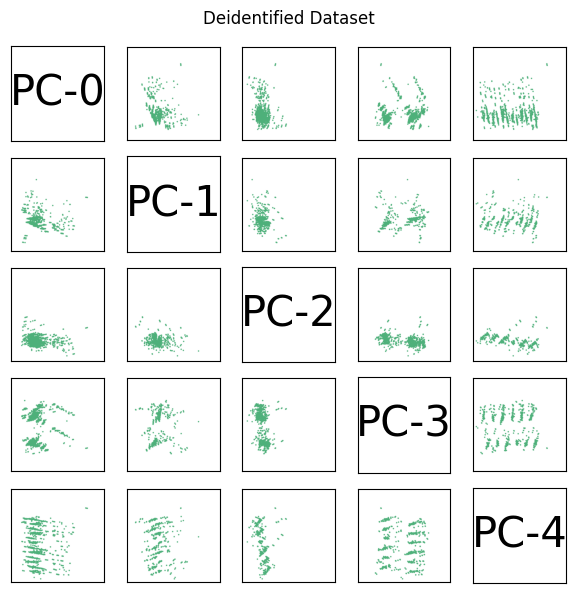 Deidentified Dataset
PC-0
PC-1
PC-2
PC-3
PC-4